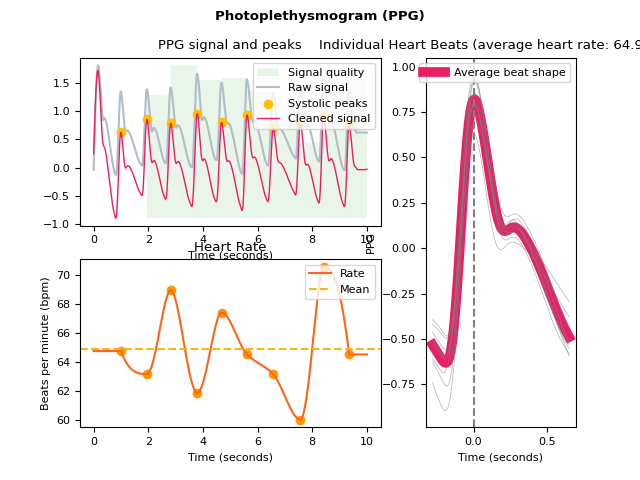 Photoplethysmogram (PPG)
PPG signal and peaks
Individual Heart Beats (average heart rate: 64.9
1.5
1.0
0.5
0.0
−0.5
−1.0
0 2 4 6 8 10
Time (seconds)
Signal quality
Raw signal
Systolic peaks
Cleaned signal
Heart Rate
70
68
66
64
62
60
Beats per minute (bpm)
0 2 4 6 8 10
Time (seconds)
Rate
Mean
PPG
1.00
0.75
0.50
0.25
0.00
−0.25
−0.50
−0.75
0.0 0.5
Time (seconds)
Average beat shape